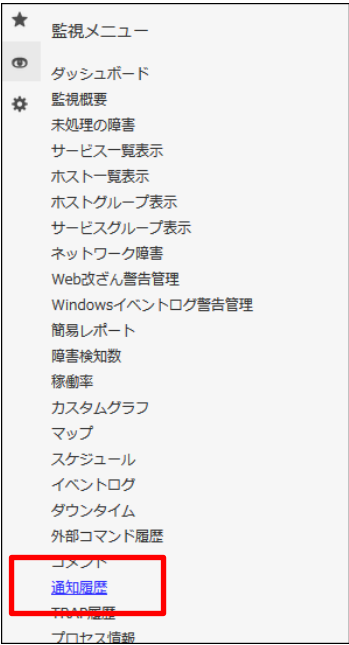 監視メニュー
ダッシュボード
監視概要
未処理の障害
サービス一覧表示
ホスト一覧表示
ホストグループ表示
サービスグループ表示
ネットワーク障害
Web改ざん警告管理
Windowsイベントログ警告管理
簡易レポート
障害検知数
稼働率
カスタムグラフ
マップ
スケジュール
イベントログ
ダウンタイム
外部コマンド履歴
コメント
通知履歴
TRAP履歴
プロセス情報